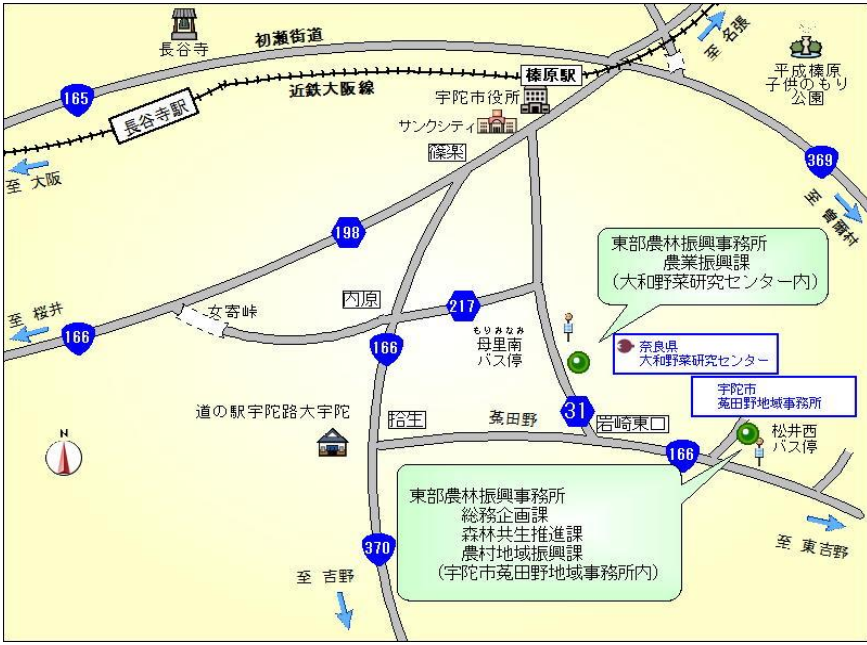 長谷寺
初瀬街道
至 名張
平成榛原
子供のもり
公園
榛原駅
165
近鉄大阪線
宇陀市役所
長谷寺駅
サンクシティ
篠楽
369
至 大阪
至 曽爾村
198
東部農林振興事務所
農業振興課
(大和野菜研究センター内)
内原
女寄峠
217
至 桜井
166
166
もりみなみ
母里南
バス停
奈良県
大和野菜研究センター
宇陀市
菟田野地域事務所
道の駅宇陀路大宇陀
拾生
菟田野
31
岩崎東口
松井西
バス停
N
166
東部農林振興事務所
総務企画課
森林共生推進課
農村地域振興課
(宇陀市菟田野地域事務所内)
370
至 吉野
至 東吉野